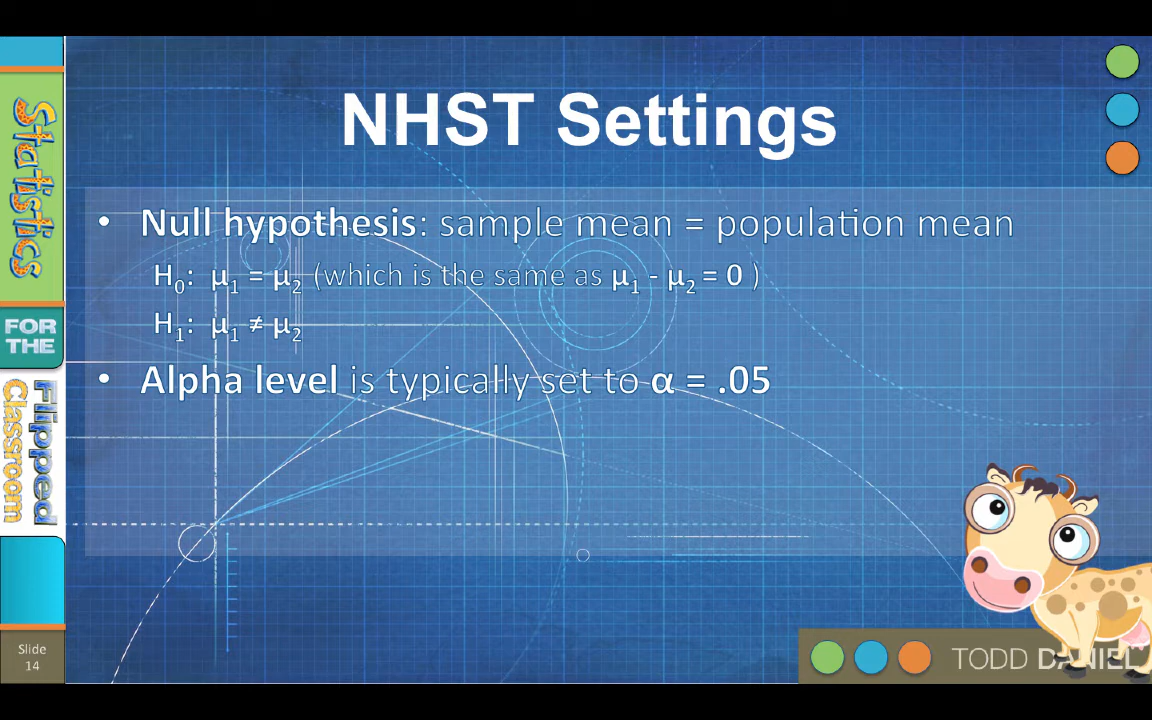 NHST Settings
• Null hypothesis: sample mean = population mean
H₀: μ₁ = μ₂ (which is the same as μ₁ - μ₂ = 0 )
H₁: μ₁ ≠ μ₂
• Alpha level is typically set to α = .05
Statistics
FOR
THE
Flipped
Classroom
Slide
14
TODD DANIEL